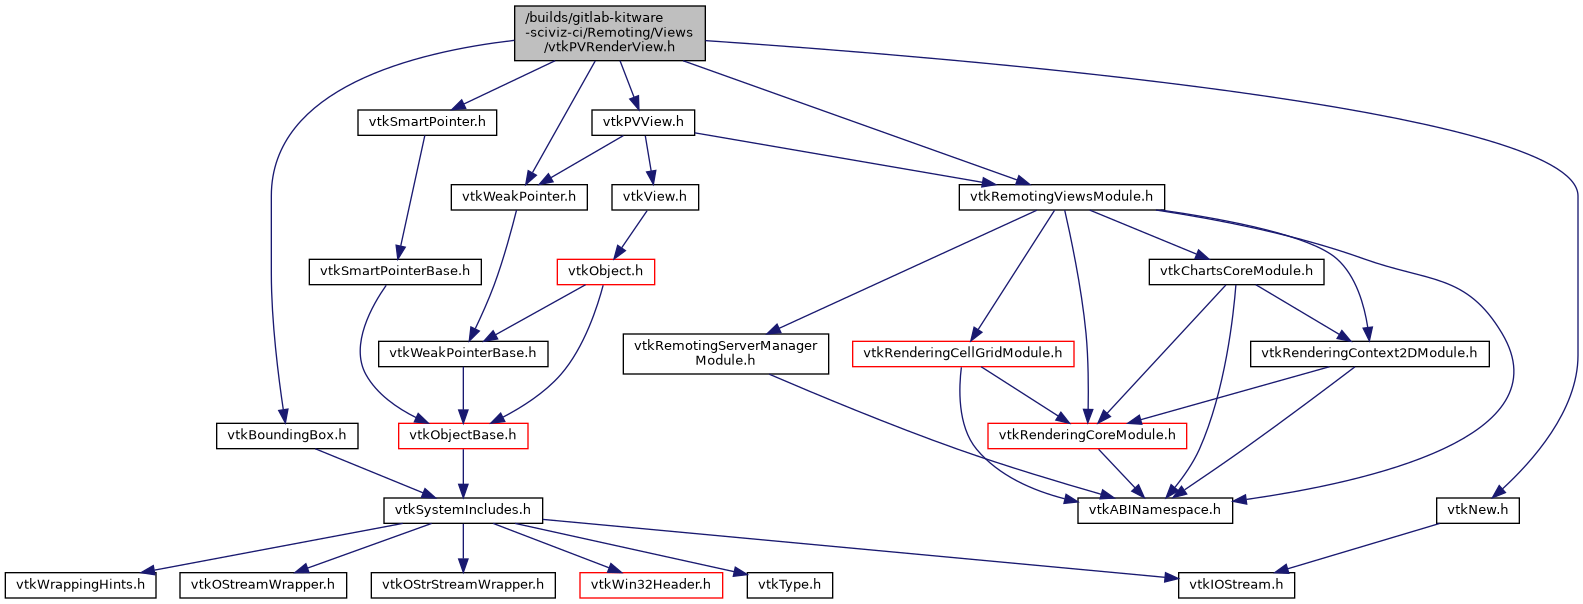 /builds/gitlab-kitware
-sciviz-ci/Remoting/Views
/vtkPVRenderView.h
vtkSmartPointer.h
vtkPVView.h
vtkWeakPointer.h
vtkView.h
vtkRemotingViewsModule.h
vtkSmartPointerBase.h
vtkObject.h
vtkChartsCoreModule.h
vtkWeakPointerBase.h
vtkRemotingServerManager
Module.h
vtkRenderingCellGridModule.h
vtkRenderingContext2DModule.h
vtkBoundingBox.h
vtkObjectBase.h
vtkRenderingCoreModule.h
vtkSystemIncludes.h
vtkABINamespace.h
vtkNew.h
vtkWrappingHints.h
vtkOStreamWrapper.h
vtkOStrStreamWrapper.h
vtkWin32Header.h
vtkType.h
vtkIOStream.h